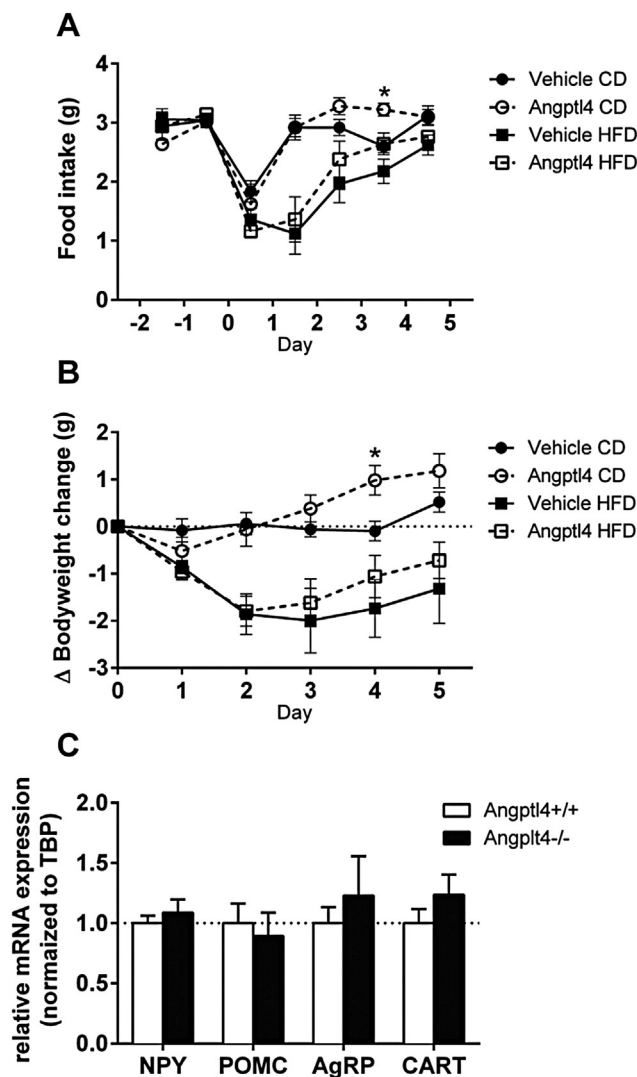 A
Food intake (g)
4
3
2
1
0
*
-2 -1 0 1 2 3 4 5
Day
Vehicle CD
Angptl4 CD
Vehicle HFD
Angptl4 HFD
B
Δ Bodyweight change (g)
2
1
0
-1
-2
-3
*
0 1 2 3 4 5
Day
Vehicle CD
Angptl4 CD
Vehicle HFD
Angptl4 HFD
C
relative mRNA expression
(normaized to TBP)
2.0
1.5
1.0
0.5
0.0
Angptl4+/+
Angplt4-/-
NPY POMC AgRP CART